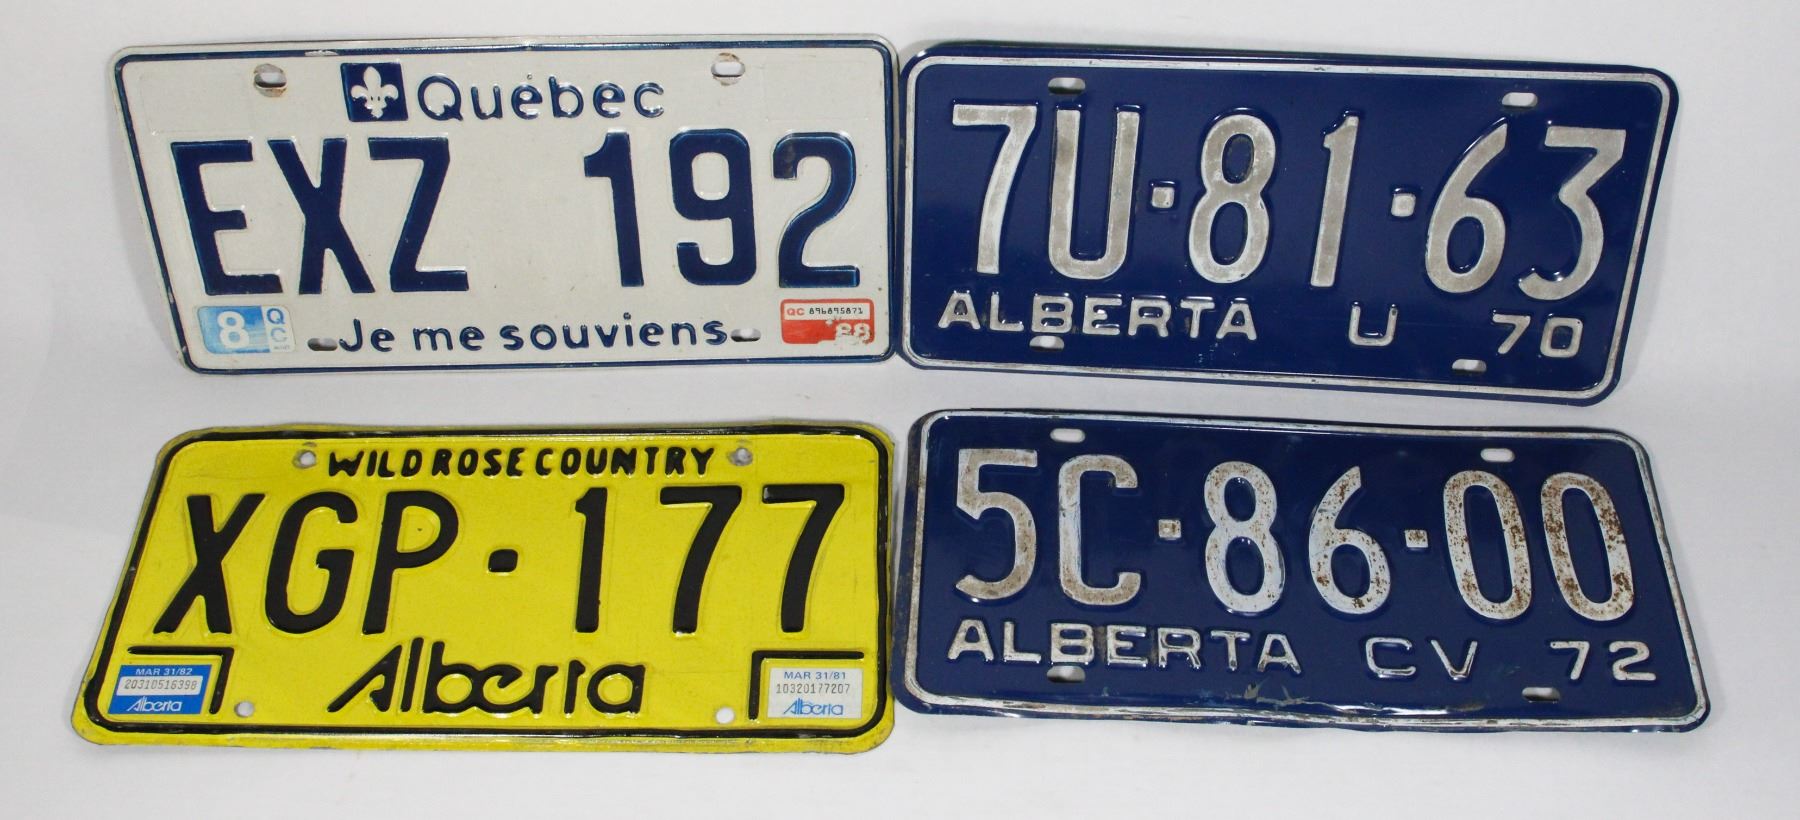 Québec
EXZ 192
8 QC
Je me souviens
QC 896895871
88
7U·81·63
ALBERTA U 70
WILD ROSE COUNTRY
XGP·177
MAR 31/82
20310516398
Alberta
Alberta
MAR 31/81
10320177207
Alberta
5C·86·00
ALBERTA CV 72